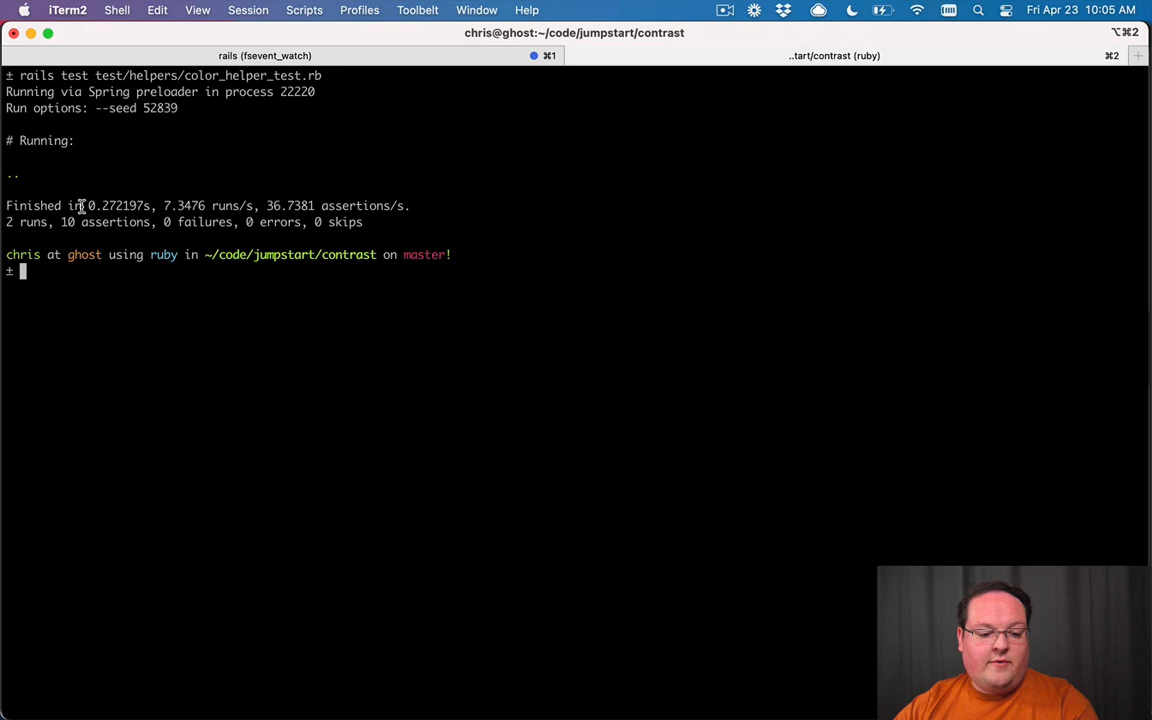 iTerm2 Shell Edit View Session Scripts Profiles Toolbelt Window Help Fri Apr 23 10:05 AM
chris@ghost:~/code/jumpstart/contrast ⌥⌘2
rails (fsevent_watch) ⌘1 ..tart/contrast (ruby) ⌘2
± rails test test/helpers/color_helper_test.rb
Running via Spring preloader in process 22220
Run options: --seed 52839
# Running:
..
Finished in 0.272197s, 7.3476 runs/s, 36.7381 assertions/s.
2 runs, 10 assertions, 0 failures, 0 errors, 0 skips
chris at ghost using ruby in ~/code/jumpstart/contrast on master!
±